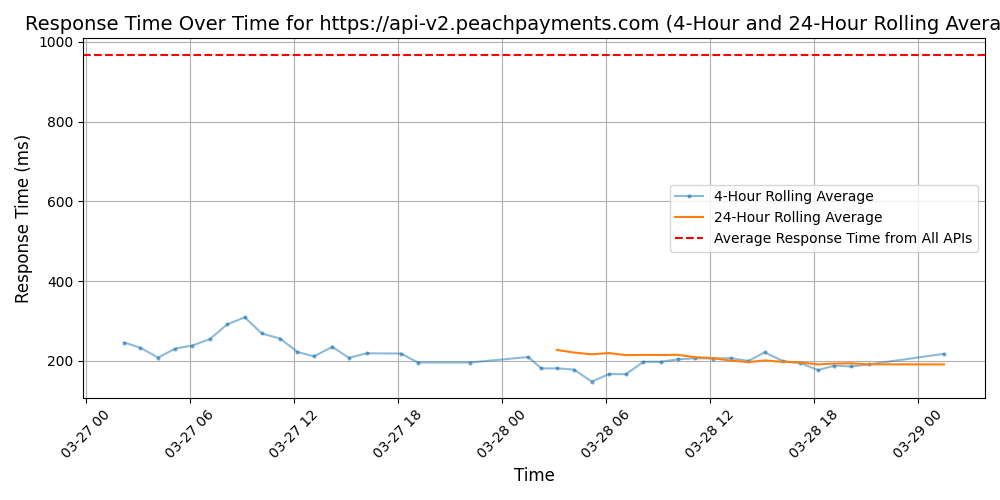 Response Time Over Time for https://api-v2.peachpayments.com (4-Hour and 24-Hour Rolling Avera
1000
800
600
400
200
Response Time (ms)
4-Hour Rolling Average
24-Hour Rolling Average
Average Response Time from All APIs
03-27 00
03-27 06
03-27 12
03-27 18
03-28 00
03-28 06
03-28 12
03-28 18
03-29 00
Time